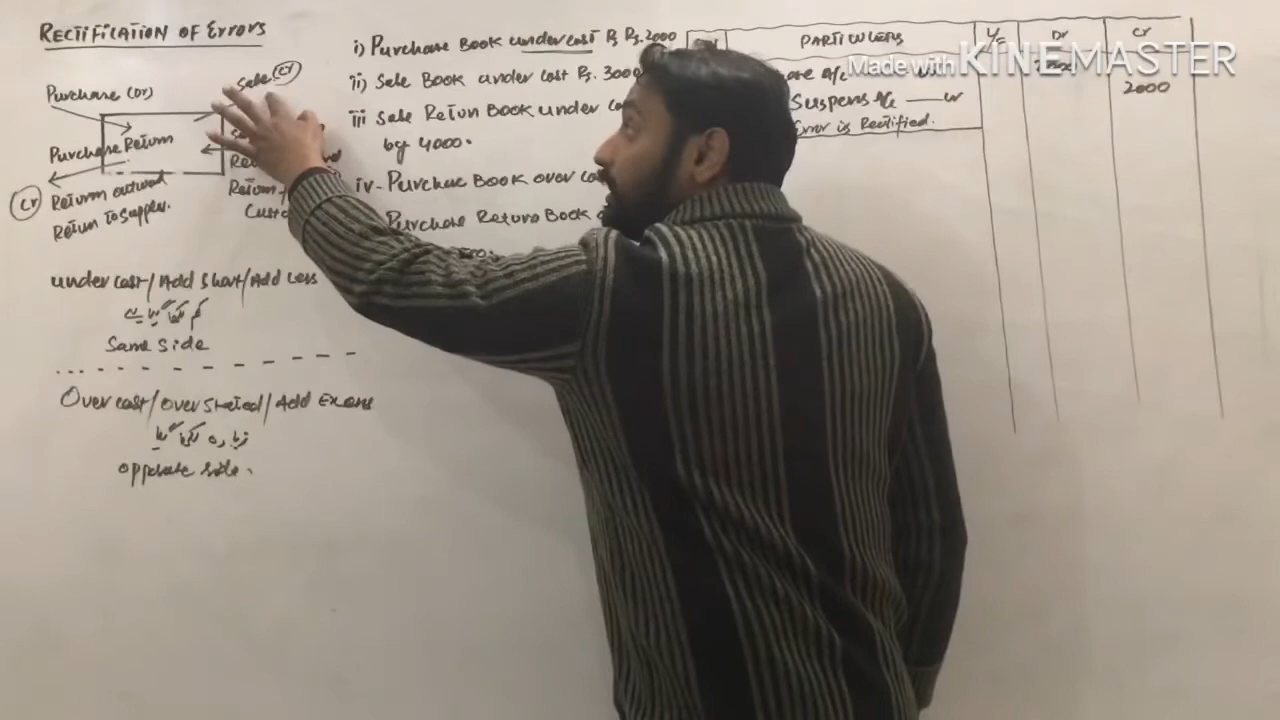 RECTIFICATION OF ERRORS
Purchase (Dr)
Sale (Cr)
Purchase Return
(Cr) Return outward
Return To Supplier.
under cast / Add Short / Add Less
کم کیا گیا ہے
Same Side
Over cast / Over Stated / Add Excess
زیادہ کیا گیا
opposite side.
i) Purchase Book under cast by Rs. 2000
ii) Sale Book under cast Rs. 3000
iii Sale Return Book under
by 4000.
iv - Purchase Book over
Purchase Return Book
PARTICULERS
L/F
Dr
Cr
A/c
2000
Suspens A/c
Error is Rectified.
Made with KINEMASTER